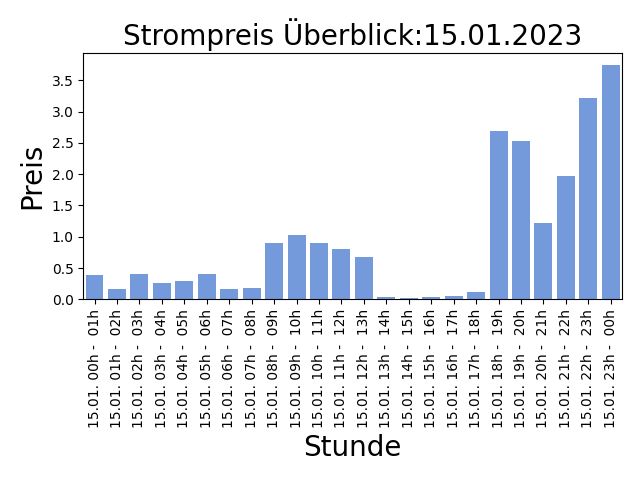 Strompreis Überblick:15.01.2023
Preis
3.5
3.0
2.5
2.0
1.5
1.0
0.5
0.0
15.01. 00h - 01h
15.01. 01h - 02h
15.01. 02h - 03h
15.01. 03h - 04h
15.01. 04h - 05h
15.01. 05h - 06h
15.01. 06h - 07h
15.01. 07h - 08h
15.01. 08h - 09h
15.01. 09h - 10h
15.01. 10h - 11h
15.01. 11h - 12h
15.01. 12h - 13h
15.01. 13h - 14h
15.01. 14h - 15h
15.01. 15h - 16h
15.01. 16h - 17h
15.01. 17h - 18h
15.01. 18h - 19h
15.01. 19h - 20h
15.01. 20h - 21h
15.01. 21h - 22h
15.01. 22h - 23h
15.01. 23h - 00h
Stunde